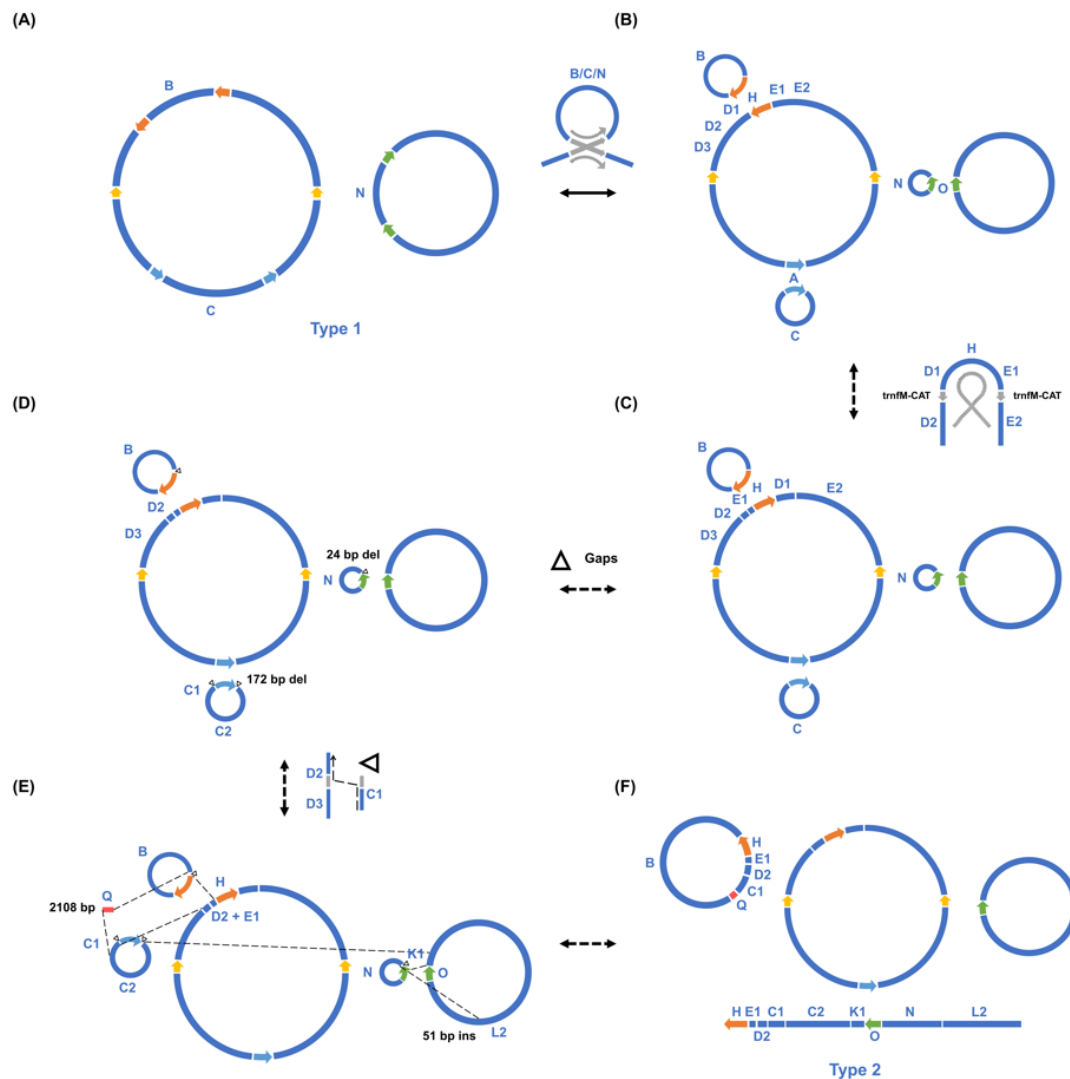 (A)
B
N
C
Type 1
B/C/N
(B)
B
D1
H
E1
E2
D2
D3
N
O
A
C
H
D1
E1
trnfM-CAT
trnfM-CAT
D2
E2
(D)
B
D2
D3
24 bp del
N
C1
172 bp del
C2
Gaps
(C)
B
H
D1
E1
E2
D2
D3
N
C
D2
D3
C1
(E)
B
H
Q
2108 bp
D2 + E1
C1
C2
N
K1
O
51 bp ins
L2
(F)
B
H
E1
D2
C1
Q
H E1 C1 C2 K1 N L2
D2 O
Type 2